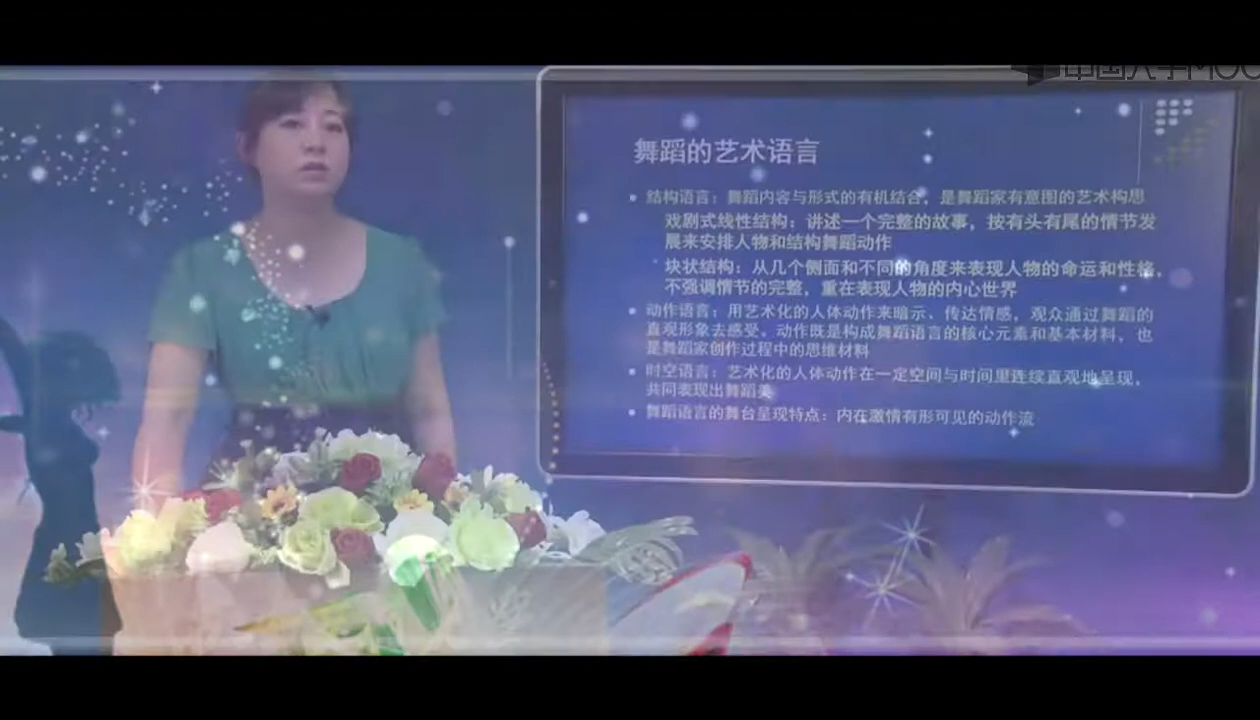 中国大学MOOC
舞蹈的艺术语言
结构语言：舞蹈内容与形式的有机结合，是舞蹈家有意图的艺术构思
戏剧式线性结构：讲述一个完整的故事，按有头有尾的情节发
展来安排人物和结构舞蹈动作
块状结构：从几个侧面和不同的角度来表现人物的命运和性格，
不强调情节的完整，重在表现人物的内心世界
动作语言：用艺术化的人体动作来暗示、传达情感，观众通过舞蹈的
直观形象去感受。动作既是构成舞蹈语言的核心元素和基本材料，也
是舞蹈家创作过程中的思维材料
时空语言：艺术化的人体动作在一定空间与时间里连续直观地呈现，
共同表现出舞蹈美
舞蹈语言的舞台呈现特点：内在激情有形可见的动作流